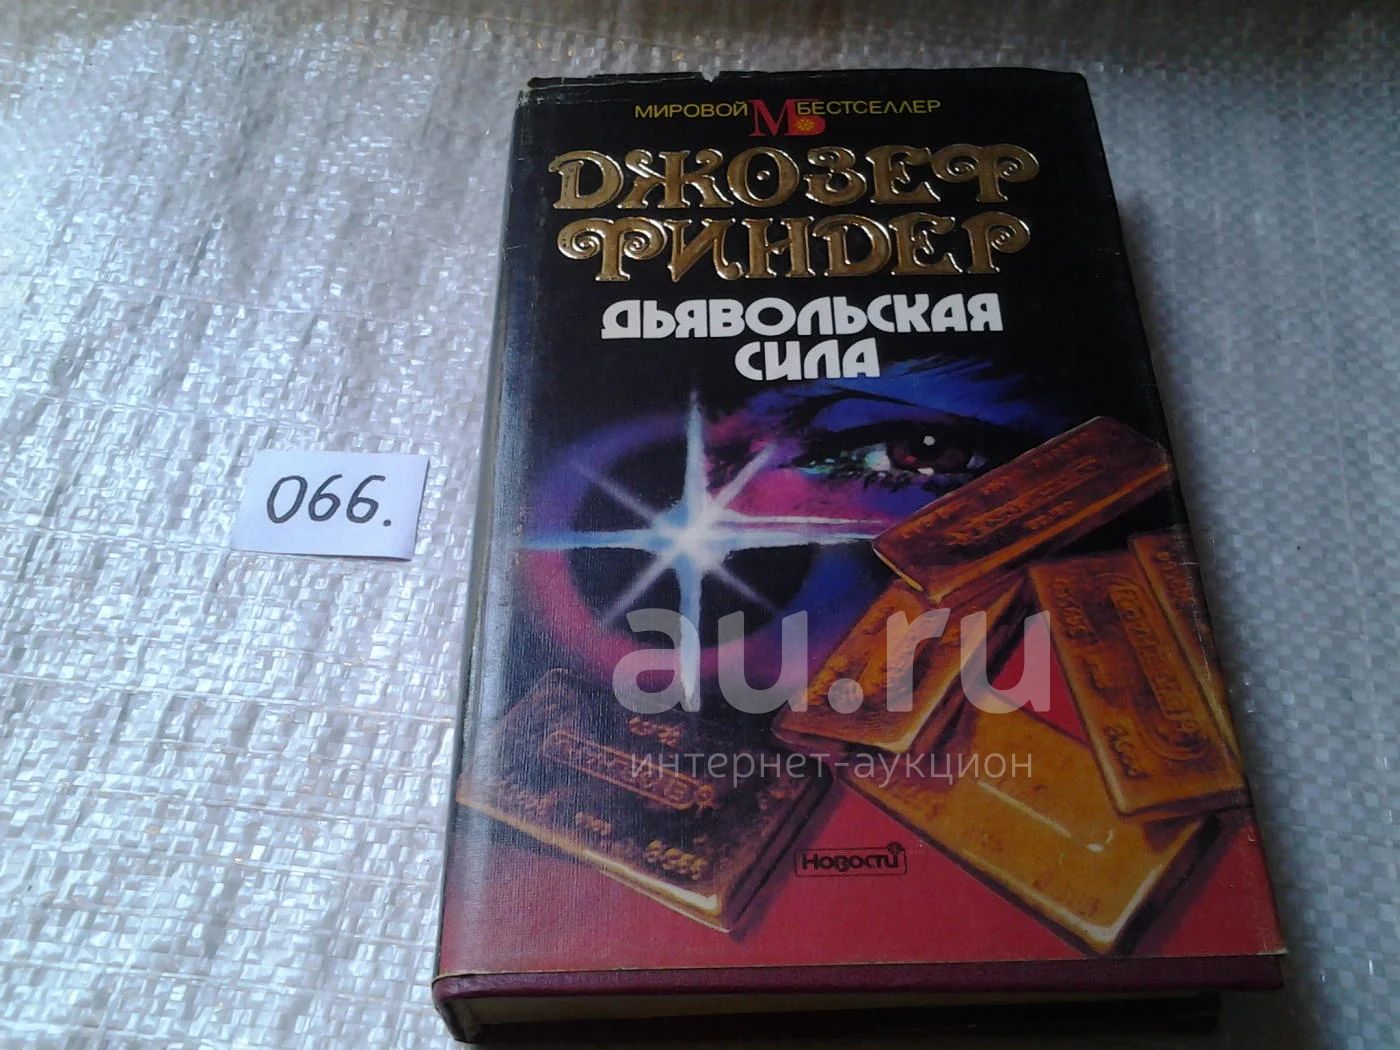 МИРОВОЙ МБ БЕСТСЕЛЛЕР
ДЖОЗЕФ
ФИНДЕР
ДЬЯВОЛЬСКАЯ
СИЛА
066.
au.ru
интернет-аукцион
Новости